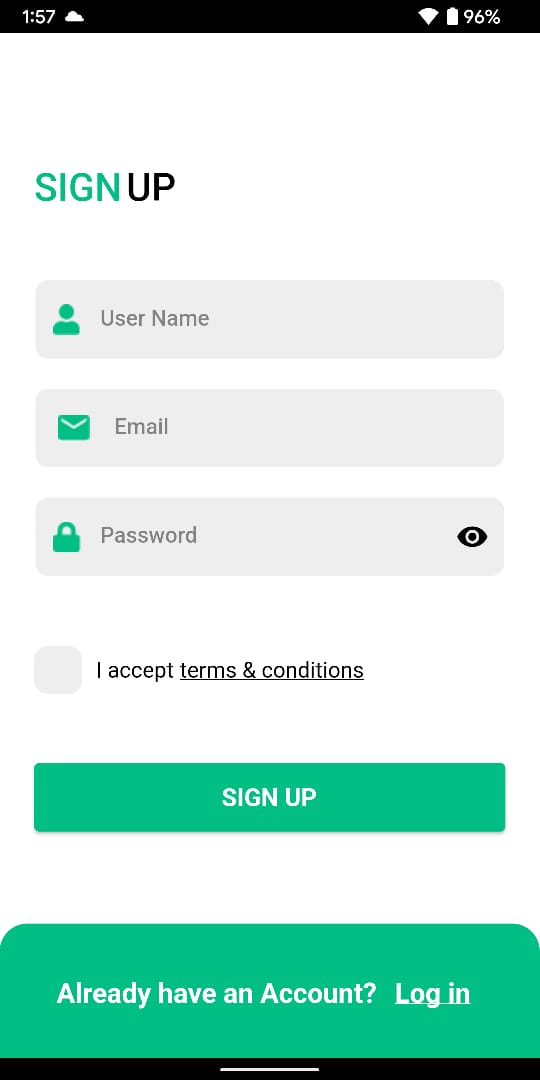 1:57 96%
SIGN UP
User Name
Email
Password
I accept terms & conditions
SIGN UP
Already have an Account? Log in